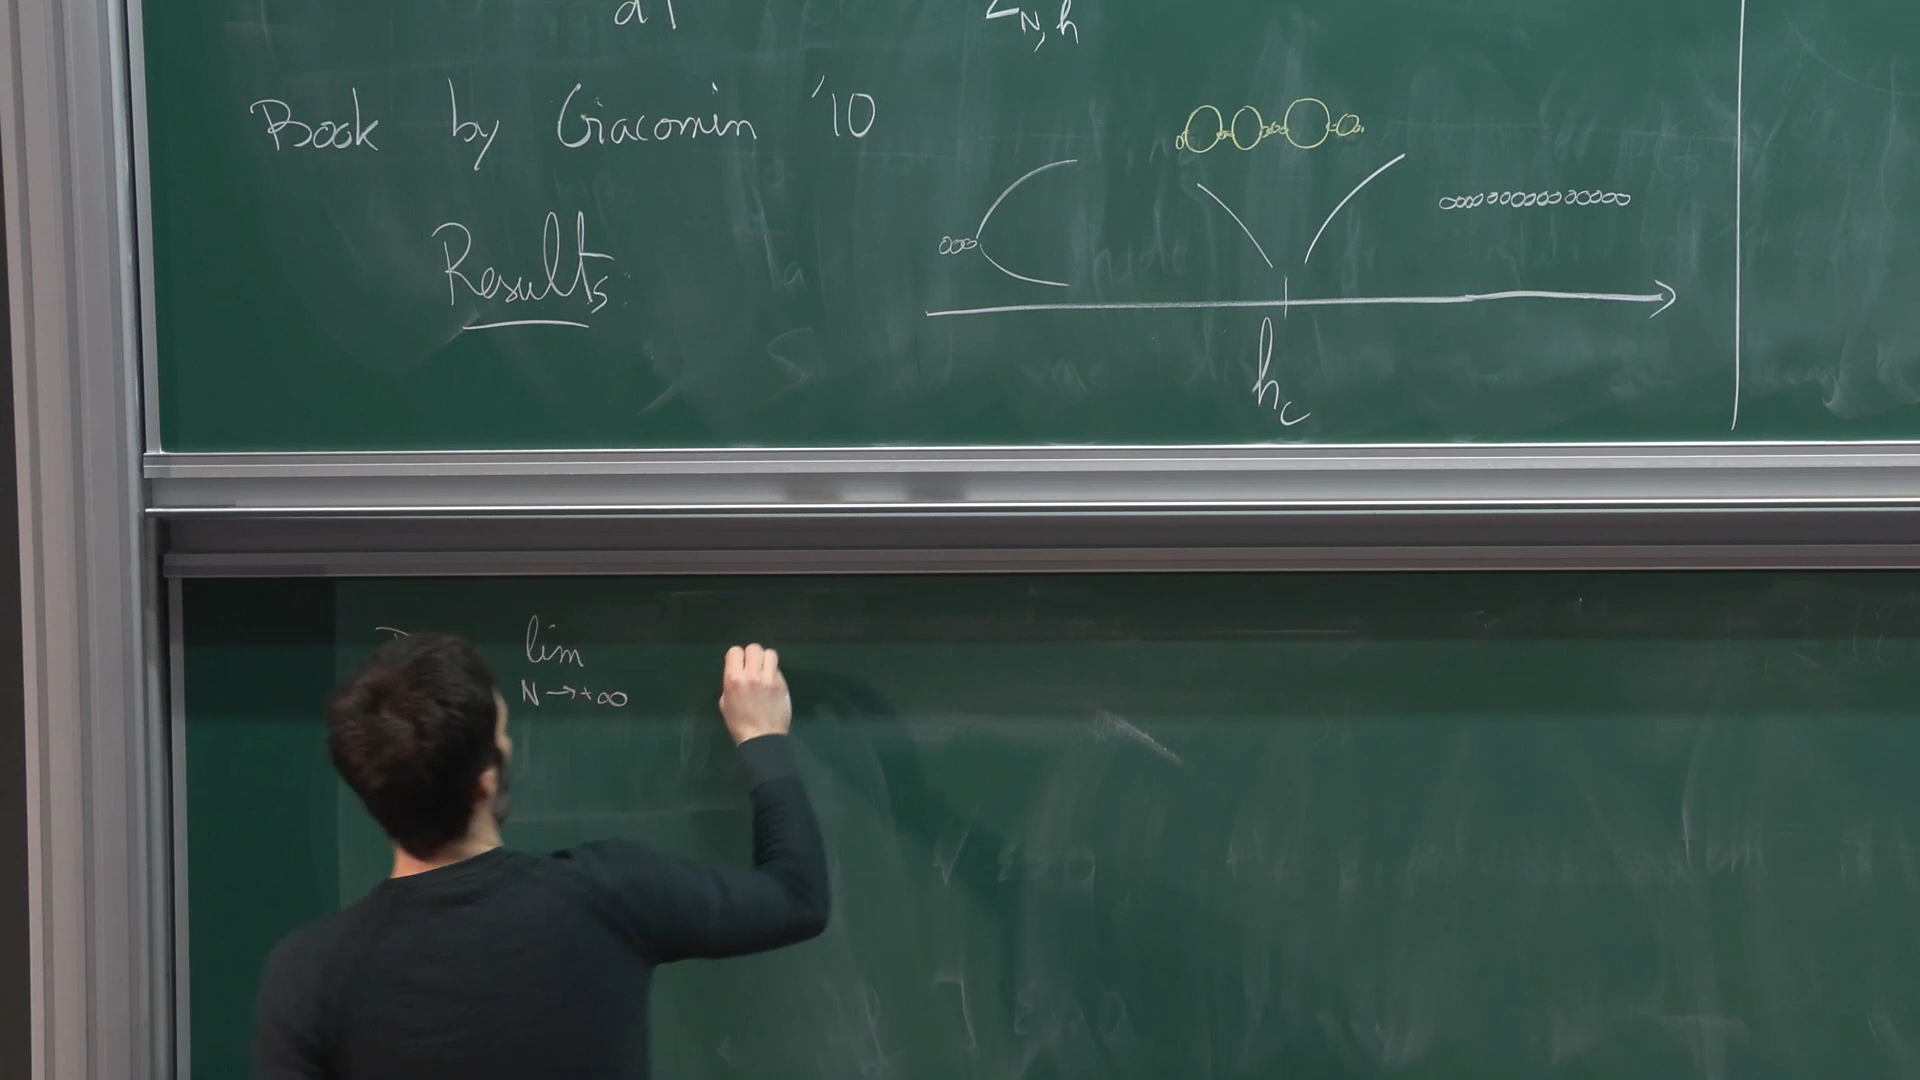 Z_{N,h}
Book by Giacomin '10
Results
h_c
lim
N→+∞